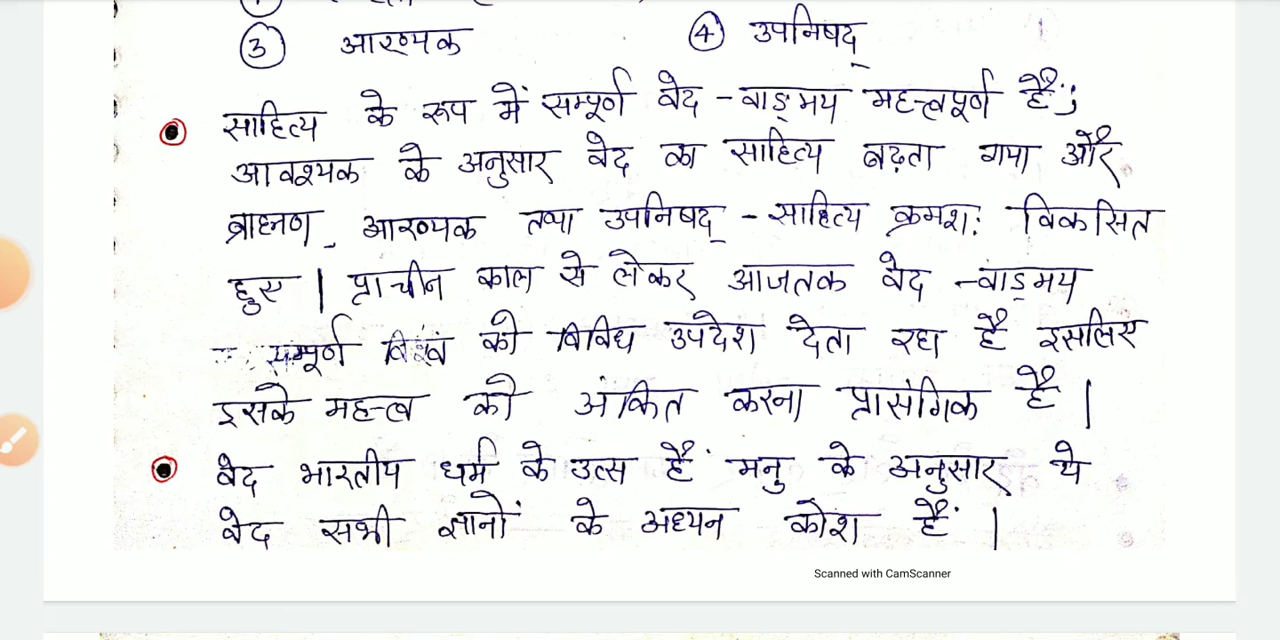 ③ आरण्यक ④ उपनिषद्
साहित्य के रूप में सम्पूर्ण वेद - वाङ्मय महत्त्वपूर्ण हैं;
आवश्यक के अनुसार वेद का साहित्य बढ़ता गया और
ब्राह्मण, आरण्यक तथा उपनिषद् - साहित्य क्रमशः विकसित
हुए | प्राचीन काल से लेकर आजतक वेद - वाङ्मय
सम्पूर्ण विश्व को विविध उपदेश देता रहा है इसलिए
इसके महत्व को अंकित करना प्रासंगिक है |
वेद भारतीय धर्म के उत्स हैं मनु के अनुसार ये
वेद सभी ज्ञानों के अध्यन कोश हैं |
Scanned with CamScanner